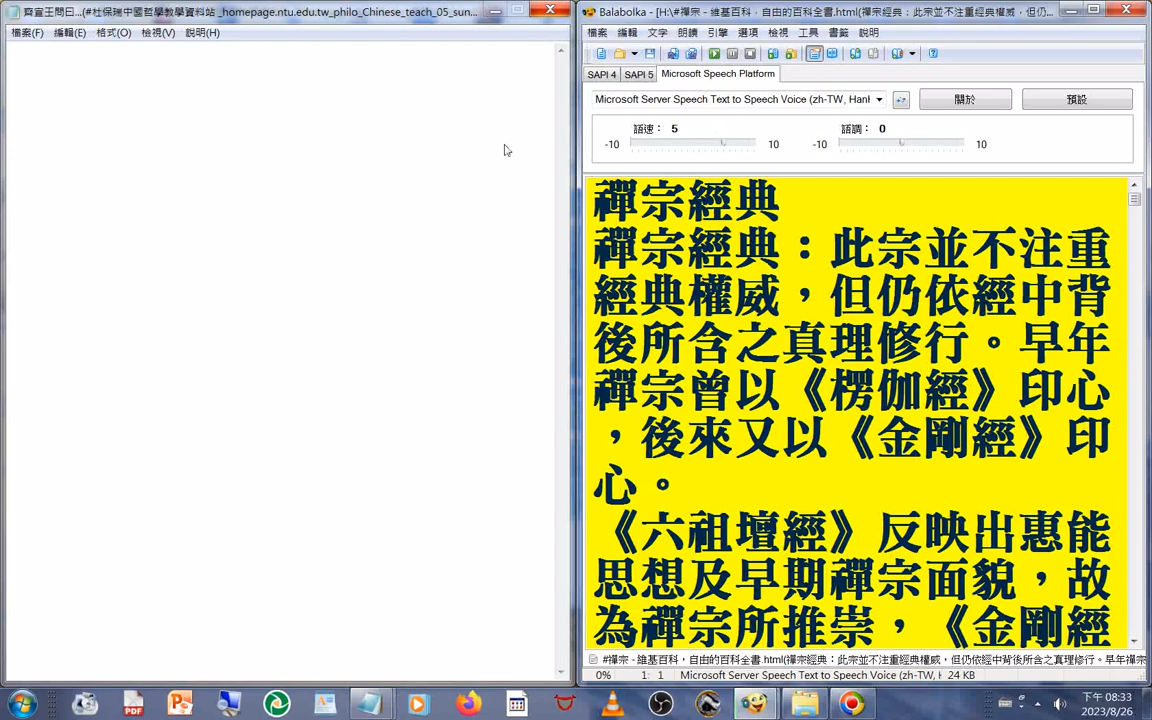 齊宣王問曰...(#杜保瑞中國哲學教學資料站 _homepage.ntu.edu.tw_philo_Chinese_teach_05_sun...
檔案(F) 編輯(E) 格式(O) 檢視(V) 說明(H)
Balabolka - [H:\#禪宗 - 維基百科，自由的百科全書.html(禪宗經典：此宗並不注重經典權威，但仍...
檔案 編輯 文字 朗讀 引擎 選項 檢視 工具 書籤 說明
SAPI 4 SAPI 5 Microsoft Speech Platform
Microsoft Server Speech Text to Speech Voice (zh-TW, Han
關於
預設
語速： 5
語調： 0
-10 10 -10 10
禪宗經典
禪宗經典：此宗並不注重
經典權威，但仍依經中背
後所含之真理修行。早年
禪宗曾以《楞伽經》印心
，後來又以《金剛經》印
心。
《六祖壇經》反映出惠能
思想及早期禪宗面貌，故
為禪宗所推崇，《金剛經
#禪宗 - 維基百科，自由的百科全書.html(禪宗經典：此宗並不注重經典權威，但仍依經中背後所含之真理修行。早年禪宗
0% 1: 1 Microsoft Speech Text to Speech Voice (zh-TW, H 24 KB
PDF
下午 08:33
2023/8/26